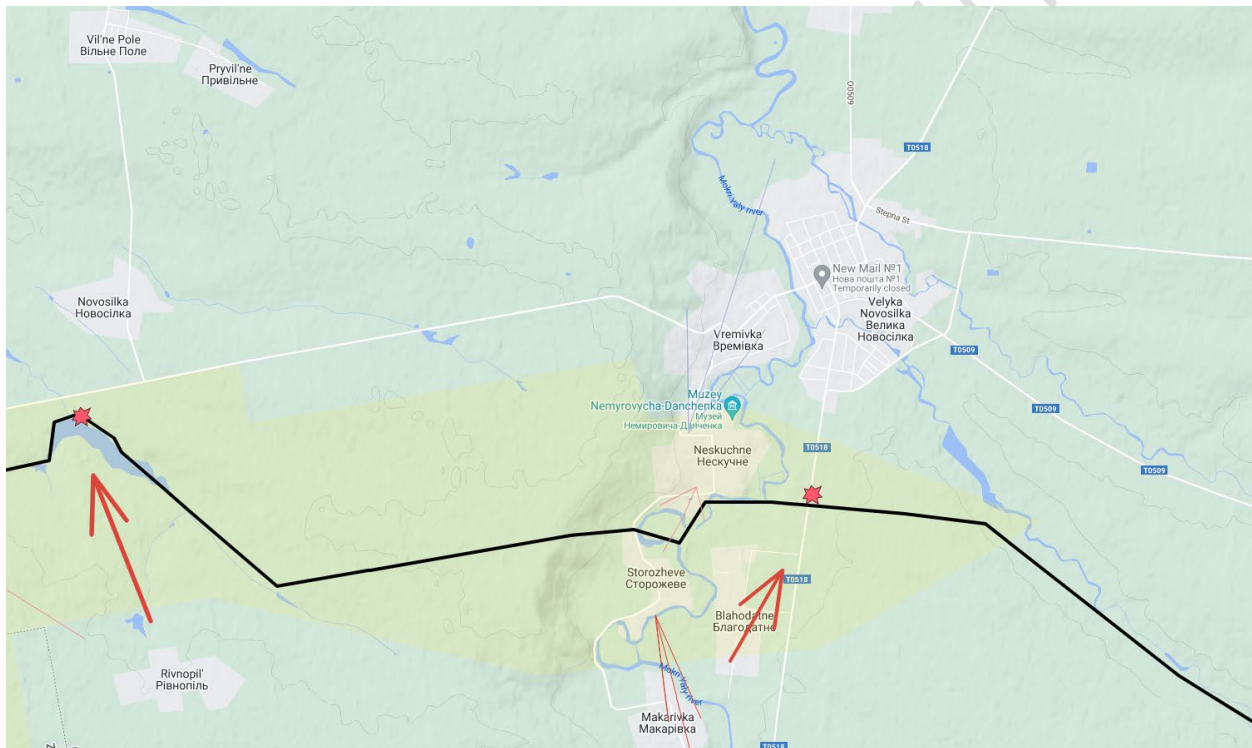 Vil'ne Pole
Вільне Поле
Pryvil'ne
Привільне
O0509
T0518
Mokri Yaly river
Stepna St
New Mail №1
Нова пошта №1
Temporarily closed
Novosilka
Новосілка
Velyka
Novosilka
Велика
Новосілка
Vremivka
Времівка
T0509
Muzey
Nemyrovycha-Danchenka
Музей
Немировича-Данченка
T0509
Neskuchne
Нескучне
T0518
T0509
Storozheve
Сторожеве
T0518
Blahodatne
Благодатне
Rivnopil'
Рівнопіль
Mokri Yaly river
Makarivka
Макарівка
T0518